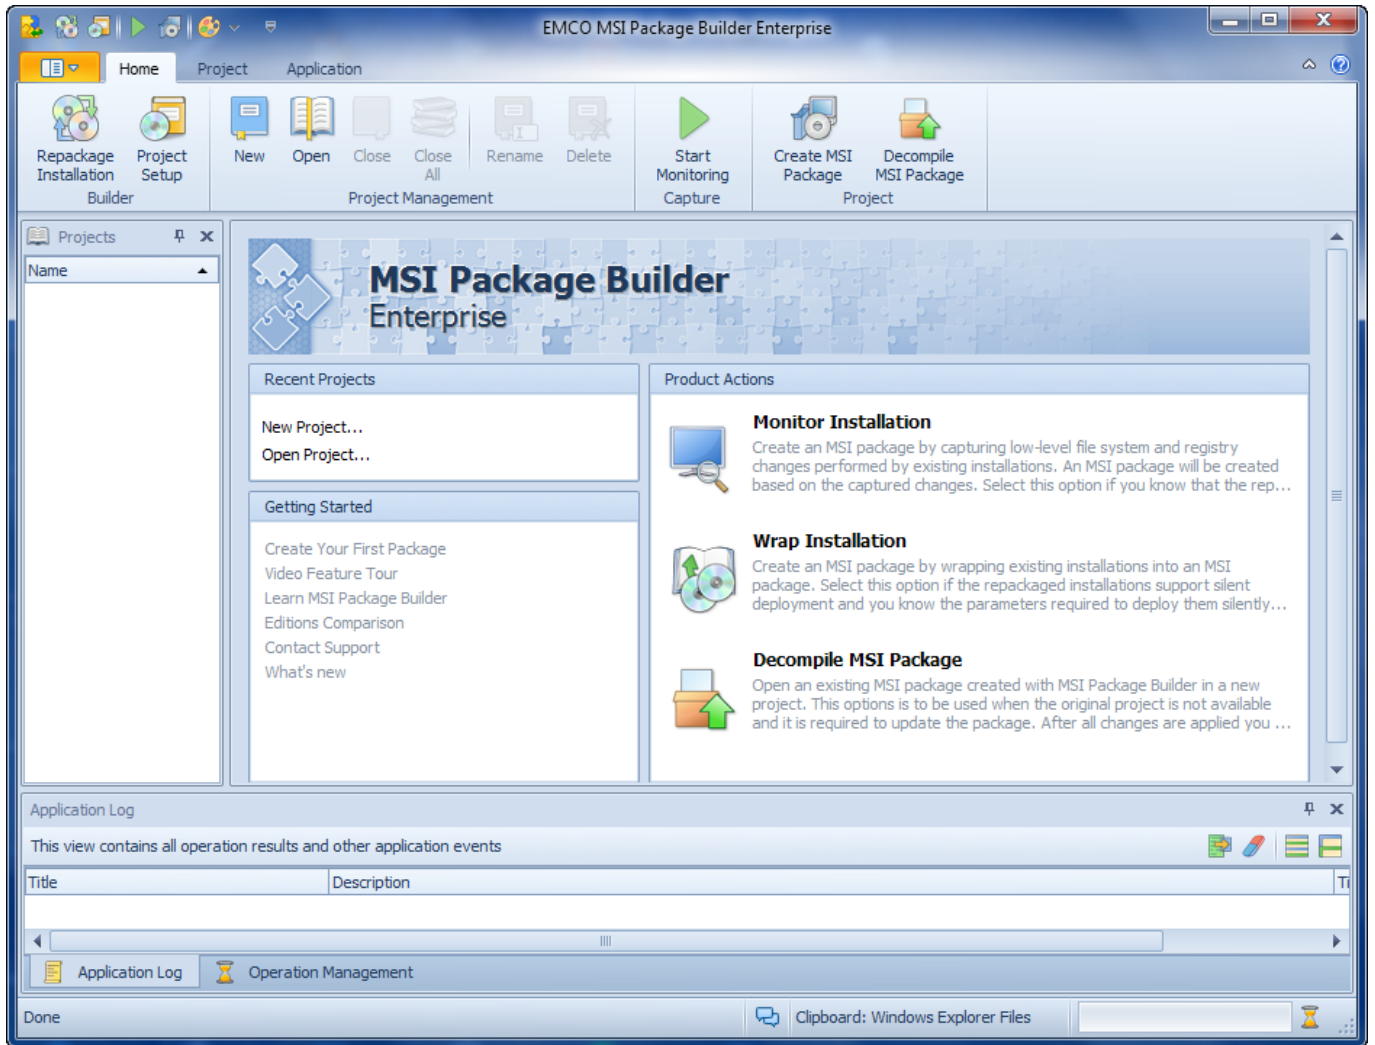 EMCO MSI Package Builder Enterprise
Home Project Application
Repackage Installation
Project Setup
New
Open
Close
Close All
Rename
Delete
Start Monitoring
Create MSI Package
Decompile MSI Package
Builder
Project Management
Capture
Project
Projects
Name
MSI Package Builder
Enterprise
Recent Projects
New Project...
Open Project...
Getting Started
Create Your First Package
Video Feature Tour
Learn MSI Package Builder
Editions Comparison
Contact Support
What's new
Product Actions
Monitor Installation
Create an MSI package by capturing low-level file system and registry
changes performed by existing installations. An MSI package will be created
based on the captured changes. Select this option if you know that the rep...
Wrap Installation
Create an MSI package by wrapping existing installations into an MSI
package. Select this option if the repackaged installations support silent
deployment and you know the parameters required to deploy them silently...
Decompile MSI Package
Open an existing MSI package created with MSI Package Builder in a new
project. This options is to be used when the original project is not available
and it is required to update the package. After all changes are applied you ...
Application Log
This view contains all operation results and other application events
Title Description Ti
Application Log Operation Management
Done Clipboard: Windows Explorer Files